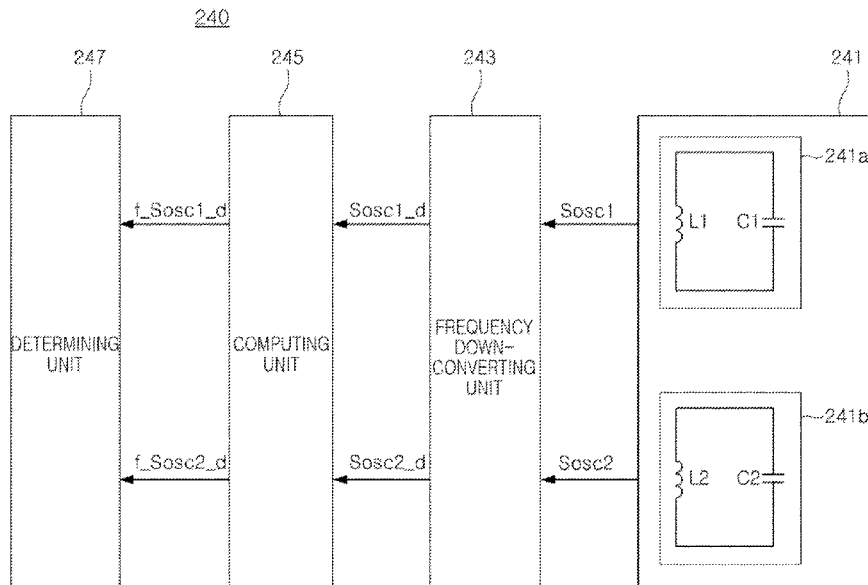 240
247
245
243
241
241a
f_Sosc1_d
Sosc1_d
Sosc1
L1
C1
DETERMINING
UNIT
COMPUTING
UNIT
FREQUENCY
DOWN-
CONVERTING
UNIT
241b
f_Sosc2_d
Sosc2_d
Sosc2
L2
C2